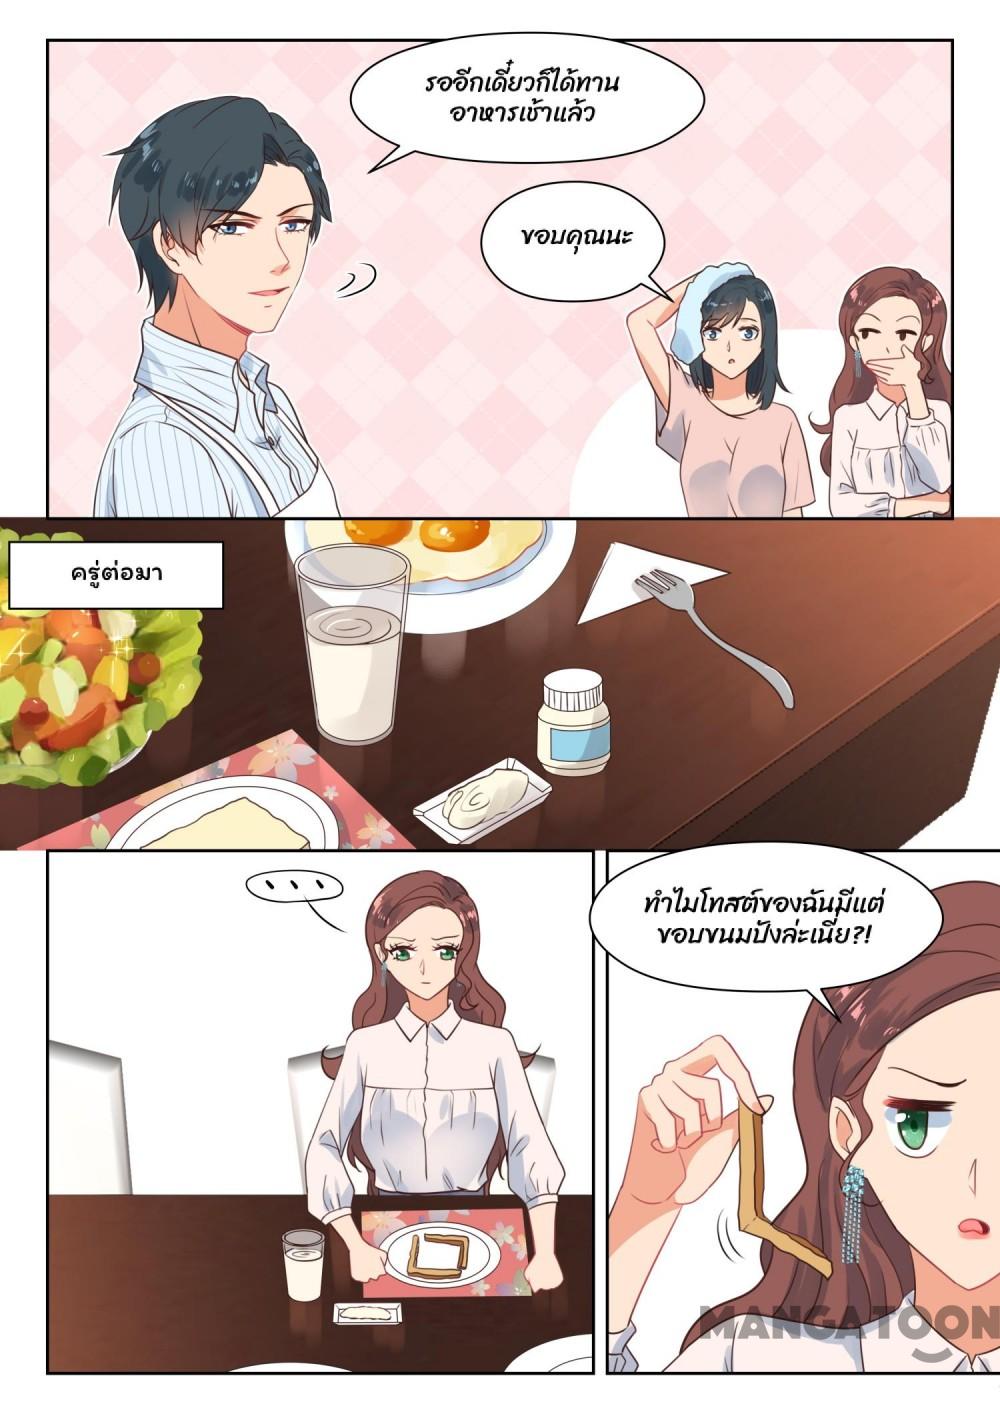 รออีกเดี๋ยวก็ได้ทาน
อาหารเช้าแล้ว
ขอบคุณนะ
ครู่ต่อมา
...
ทำไมโทสต์ของฉันมีแต่
ขอบขนมปังล่ะเนี่ย?!
MANGATOON